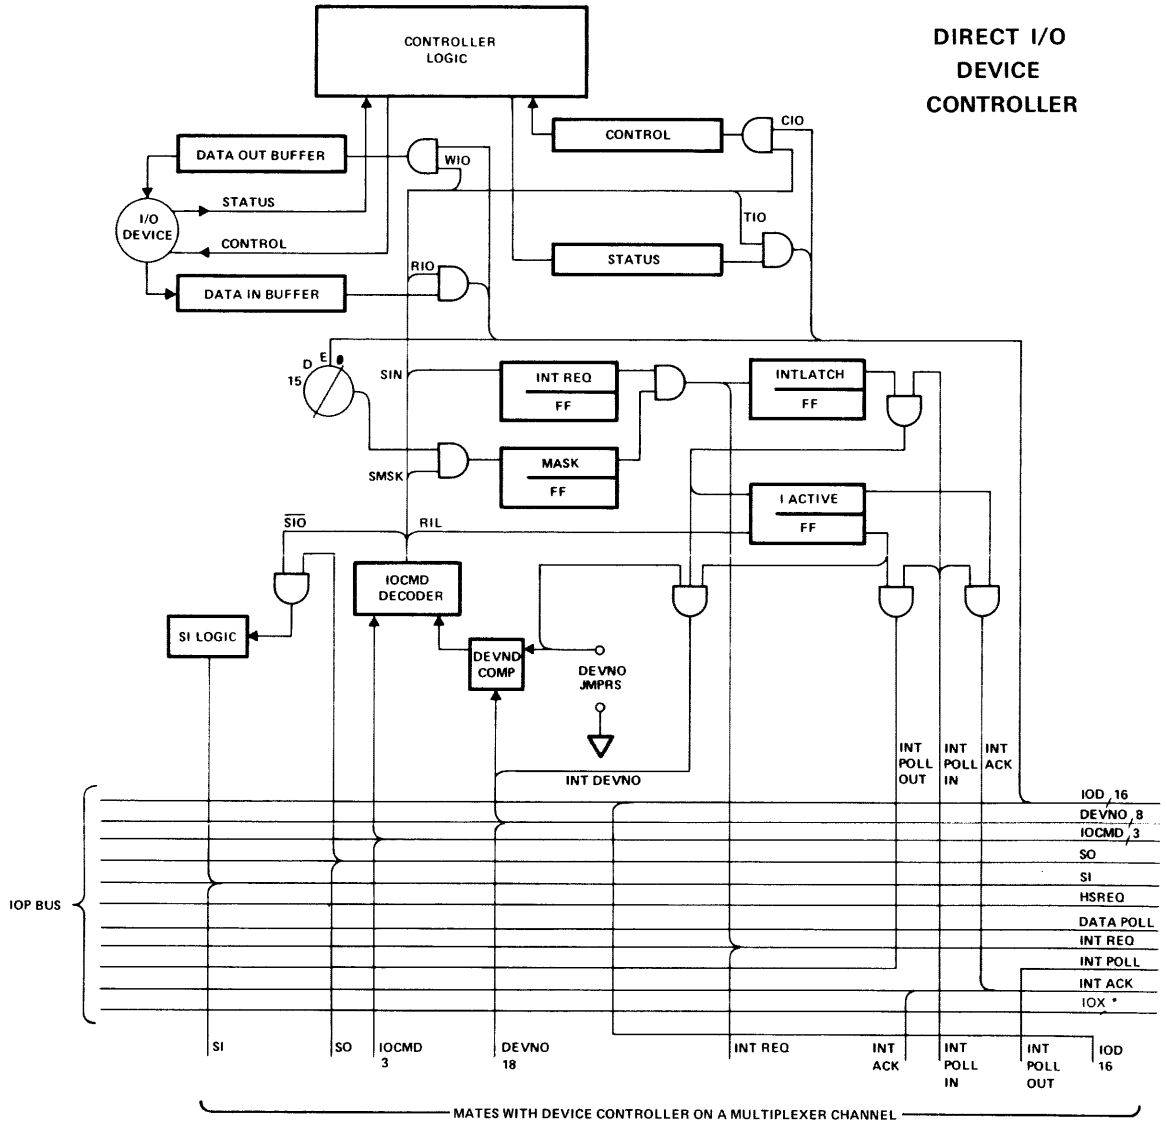 DIRECT I/O
DEVICE
CONTROLLER
CONTROLLER
LOGIC
CONTROL
CIO
DATA OUT BUFFER
WIO
STATUS
I/O
DEVICE
CONTROL
TIO
STATUS
RIO
DATA IN BUFFER
D E
15
SIN
INT REQ
FF
INTLATCH
FF
SMSK
MASK
FF
I ACTIVE
FF
SIO
RIL
IOCMD
DECODER
SI LOGIC
DEVND
COMP
DEVNO
JMPRS
INT DEVNO
INT
POLL
OUT
INT
POLL
IN
INT
ACK
IOP BUS
IOD 16
DEVNO 8
IOCMD 3
SO
SI
HSREQ
DATA POLL
INT REQ
INT POLL
INT ACK
IOX *
SI
SO
IOCMD
3
DEVNO
18
INT REQ
INT
ACK
INT
POLL
IN
INT
POLL
OUT
IOD
16
MATES WITH DEVICE CONTROLLER ON A MULTIPLEXER CHANNEL